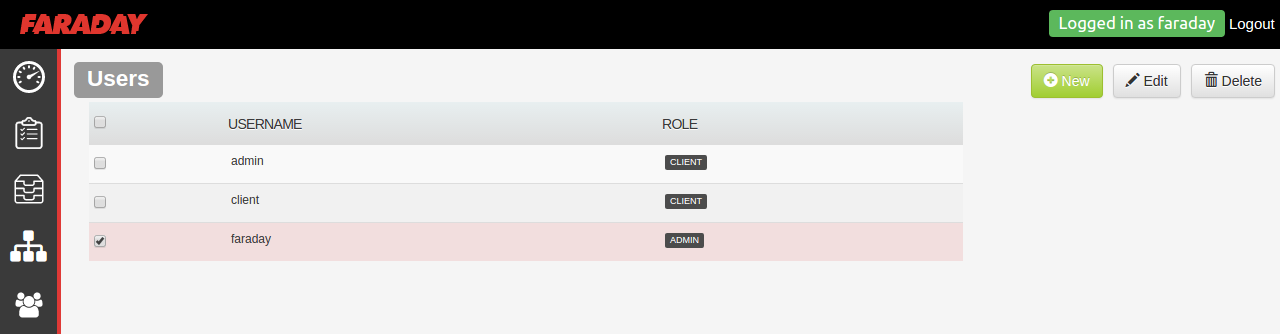 FARADAY
Logged in as faraday Logout
Users
New Edit Delete
USERNAME ROLE
admin CLIENT
client CLIENT
faraday ADMIN